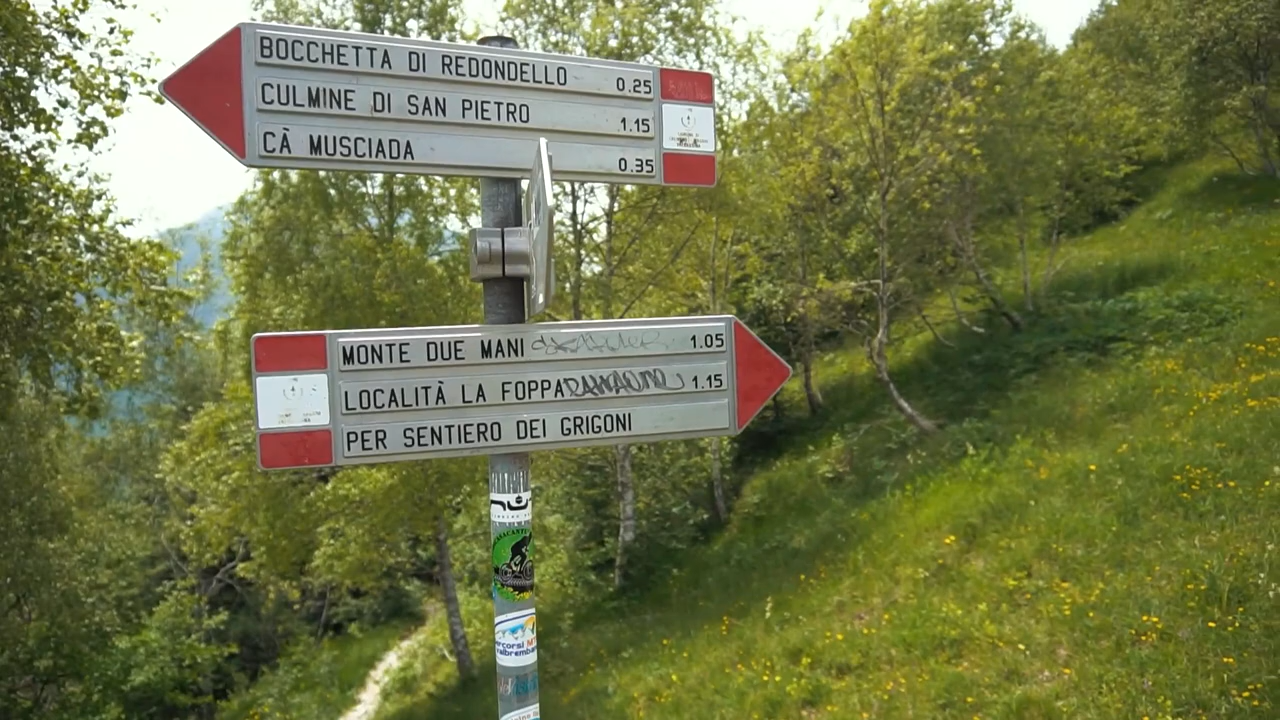 BOCCHETTA DI REDONDELLO 0.25
CULMINE DI SAN PIETRO 1.15
CÀ MUSCIADA 0.35
MONTE DUE MANI 1.05
LOCALITÀ LA FOPPA 1.15
PER SENTIERO DEI GRIGONI